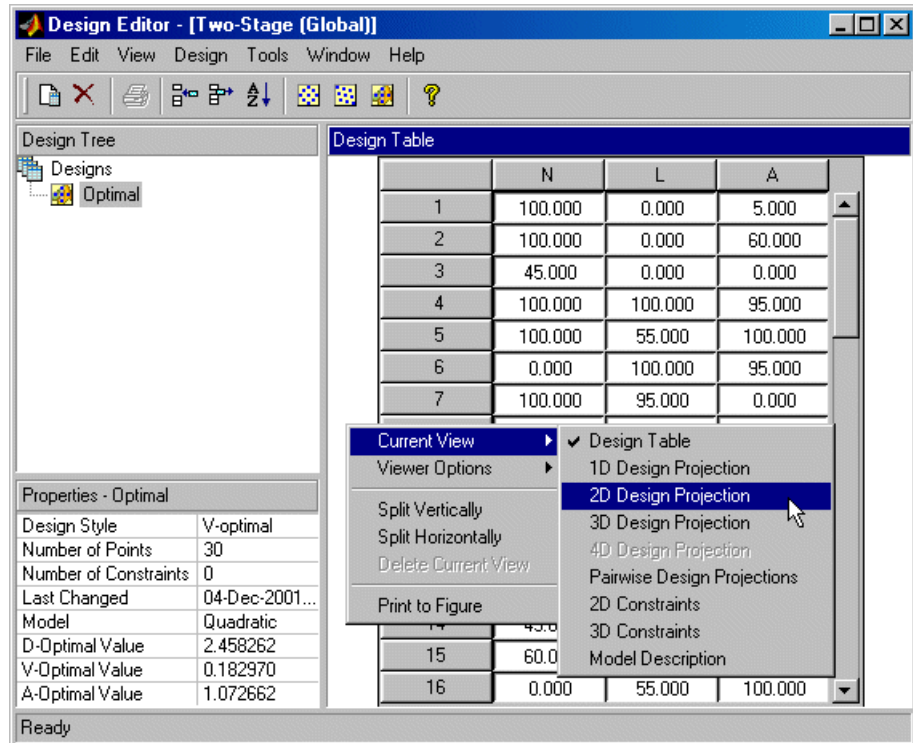 Design Editor - [Two-Stage (Global)]
File Edit View Design Tools Window Help
Design Tree
Designs
Optimal
Design Table
N L A
1 100.000 0.000 5.000
2 100.000 0.000 60.000
3 45.000 0.000 0.000
4 100.000 100.000 95.000
5 100.000 55.000 100.000
6 0.000 100.000 95.000
7 100.000 95.000 0.000
Current View
Viewer Options
Split Vertically
Split Horizontally
Delete Current View
Print to Figure
Design Table
1D Design Projection
2D Design Projection
3D Design Projection
4D Design Projection
Pairwise Design Projections
2D Constraints
3D Constraints
Model Description
15 60.0
16 0.000 55.000 100.000
Properties - Optimal
Design Style V-optimal
Number of Points 30
Number of Constraints 0
Last Changed 04-Dec-2001...
Model Quadratic
D-Optimal Value 2.458262
V-Optimal Value 0.182970
A-Optimal Value 1.072662
Ready